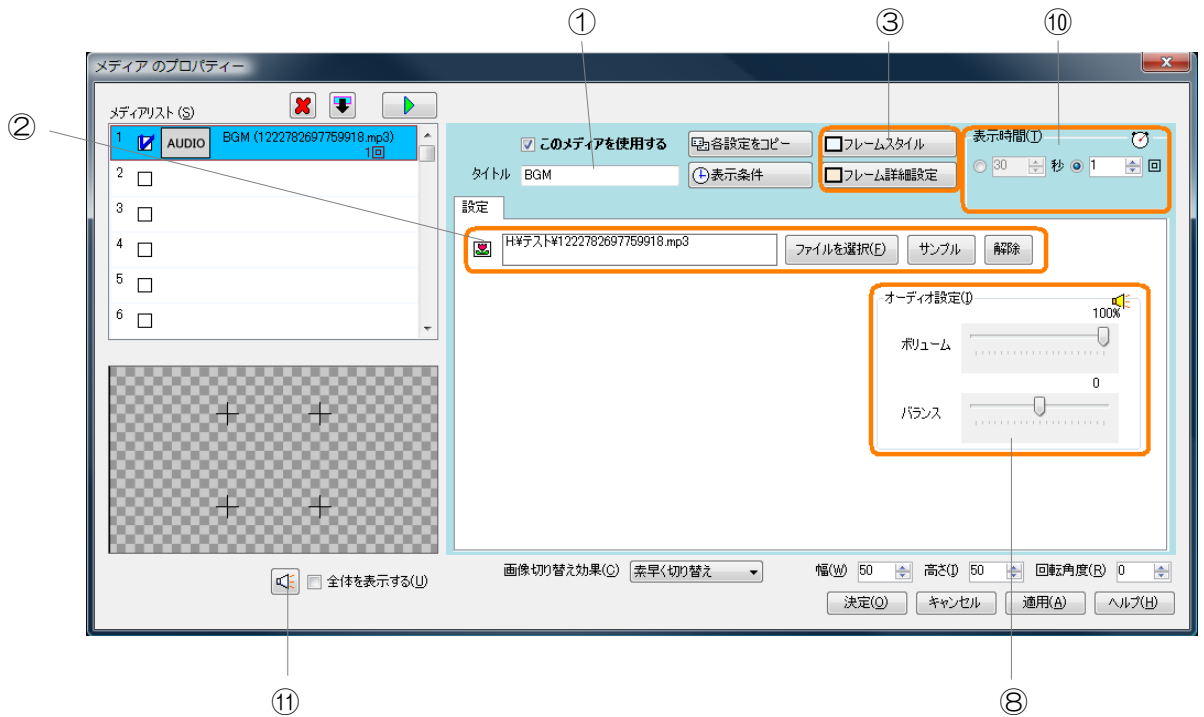 ① ③ ⑩
メディア のプロパティー
②
メディアリスト (S)
1 AUDIO BGM (1222782697759918.mp3)
1回
2
3
4
5
6
このメディアを使用する
各設定をコピー
フレームスタイル
表示時間(T)
タイトル BGM
表示条件
フレーム詳細設定
30 秒 1 回
設定
H:¥テスト¥1222782697759918.mp3
ファイルを選択(F) サンプル 解除
オーディオ設定(I)
100%
ボリューム
0
バランス
全体を表示する(U)
画像切り替え効果(C) 素早く切り替え
幅(W) 50 高さ(I) 50 回転角度(R) 0
決定(O) キャンセル 適用(A) ヘルプ(H)
⑪ ⑧